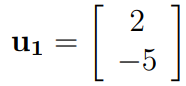 u₁ = [ 2
−5 ]